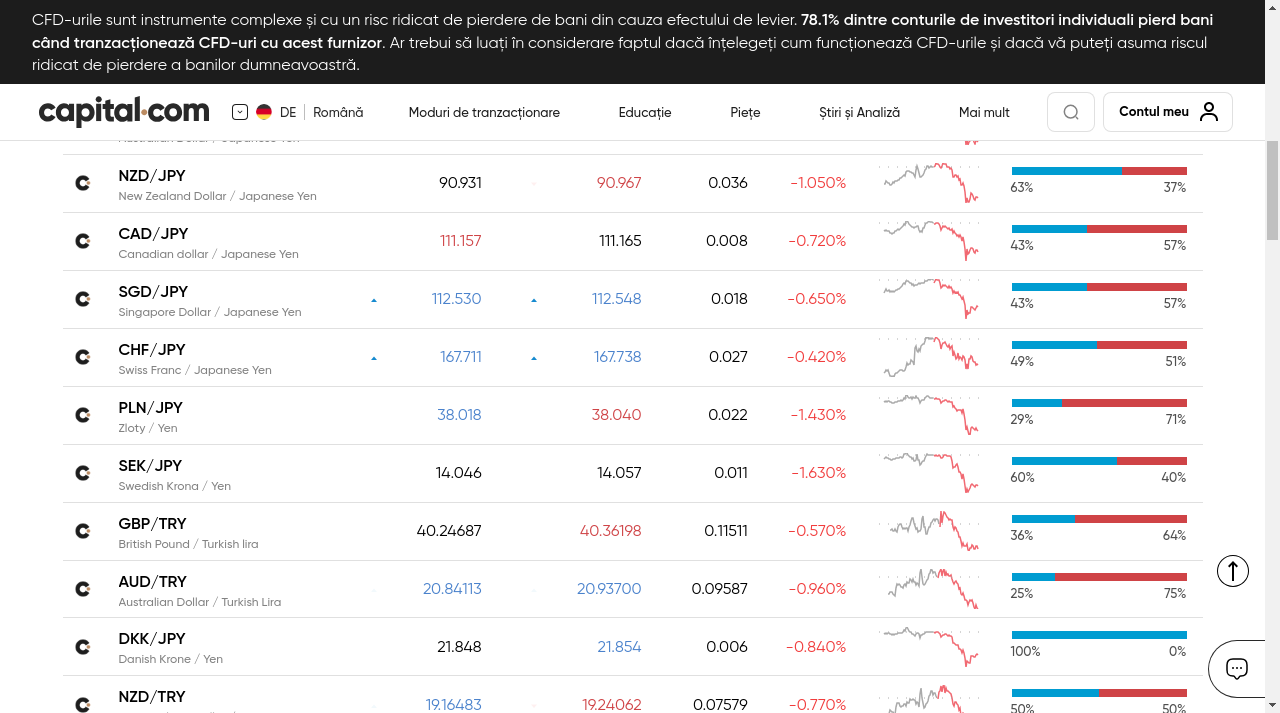 CFD-urile sunt instrumente complexe și cu un risc ridicat de pierdere de bani din cauza efectului de levier. 78.1% dintre conturile de investitori individuali pierd bani
când tranzacționează CFD-uri cu acest furnizor. Ar trebui să luați în considerare faptul dacă înțelegeți cum funcționează CFD-urile și dacă vă puteți asuma riscul
ridicat de pierdere a banilor dumneavoastră.
capital.com DE Română Moduri de tranzacționare Educație Piețe Știri și Analiză Mai mult Contul meu
NZD/JPY 90.931 90.967 0.036 -1.050%
New Zealand Dollar / Japanese Yen 63% 37%
CAD/JPY 111.157 111.165 0.008 -0.720%
Canadian dollar / Japanese Yen 43% 57%
SGD/JPY 112.530 112.548 0.018 -0.650%
Singapore Dollar / Japanese Yen 43% 57%
CHF/JPY 167.711 167.738 0.027 -0.420%
Swiss Franc / Japanese Yen 49% 51%
PLN/JPY 38.018 38.040 0.022 -1.430%
Zloty / Yen 29% 71%
SEK/JPY 14.046 14.057 0.011 -1.630%
Swedish Krona / Yen 60% 40%
GBP/TRY 40.24687 40.36198 0.11511 -0.570%
British Pound / Turkish lira 36% 64%
AUD/TRY 20.84113 20.93700 0.09587 -0.960%
Australian Dollar / Turkish Lira 25% 75%
DKK/JPY 21.848 21.854 0.006 -0.840%
Danish Krone / Yen 100% 0%
NZD/TRY 19.16483 19.24062 0.07579 -0.770%
50% 50%